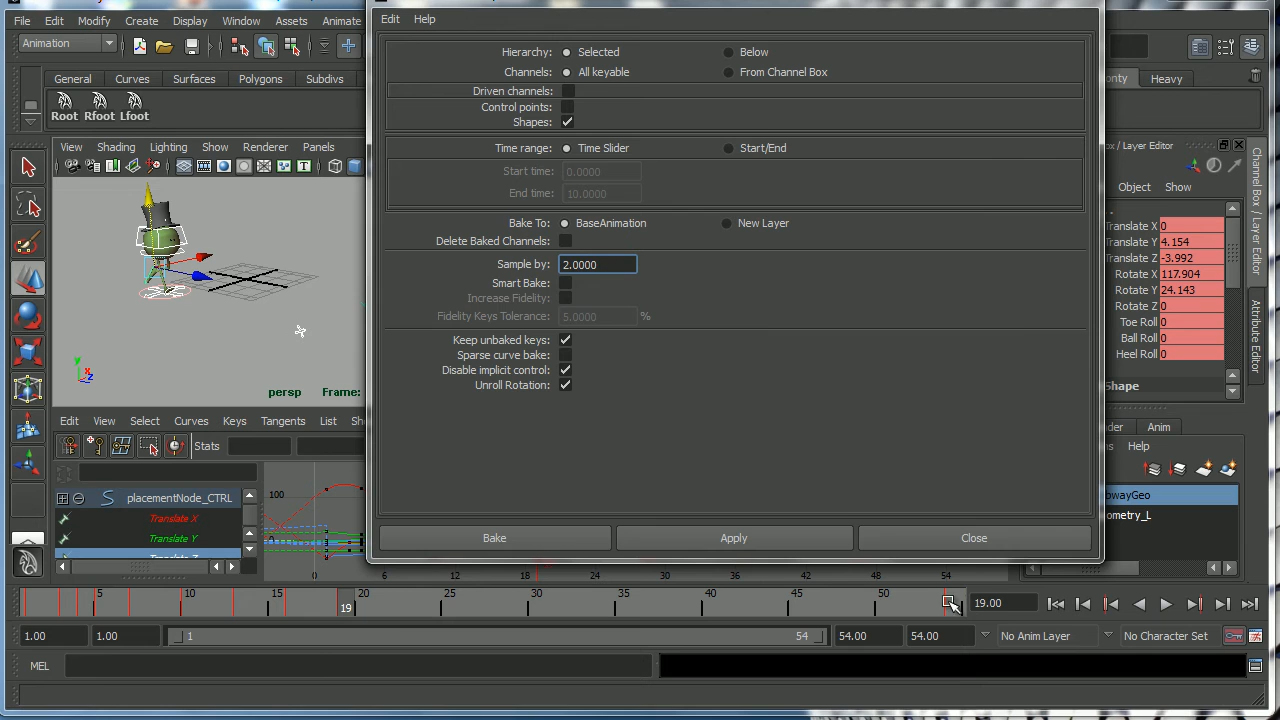 Edit Help
File Edit Modify Create Display Window Assets Animate
Animation
General Curves Surfaces Polygons Subdivs
Heavy
Root Rfoot Lfoot
Hierarchy: Selected Below
Channels: All keyable From Channel Box
Driven channels:
Control points:
Shapes:
Time range: Time Slider Start/End
Start time: 0.0000
End time: 10.0000
Bake To: BaseAnimation New Layer
Delete Baked Channels:
Sample by: 2.0000
Smart Bake:
Increase Fidelity:
Fidelity Keys Tolerance: 5.0000 %
Keep unbaked keys:
Sparse curve bake:
Disable implicit control:
Unroll Rotation:
Bake Apply Close
View Shading Lighting Show Renderer Panels
y
x
z
persp Frame:
Edit View Select Curves Keys Tangents List
Stats
placementNode_CTRL
Translate X
Translate Y
100
0
0 6 12 18 24 30 36 42 48 54
x / Layer Editor
Object Show
Translate X 0
Translate Y 4.154
Translate Z -3.992
Rotate X 117.904
Rotate Y 24.143
Rotate Z 0
Toe Roll 0
Ball Roll 0
Heel Roll 0
Shape
Channel Box / Layer Editor
Attribute Editor
der Anim
Help
owayGeo
ometry_L
5 10 15 19 25 30 35 40 45 50
19.00
1.00 1.00 1 54 54.00 54.00 No Anim Layer No Character Set
MEL